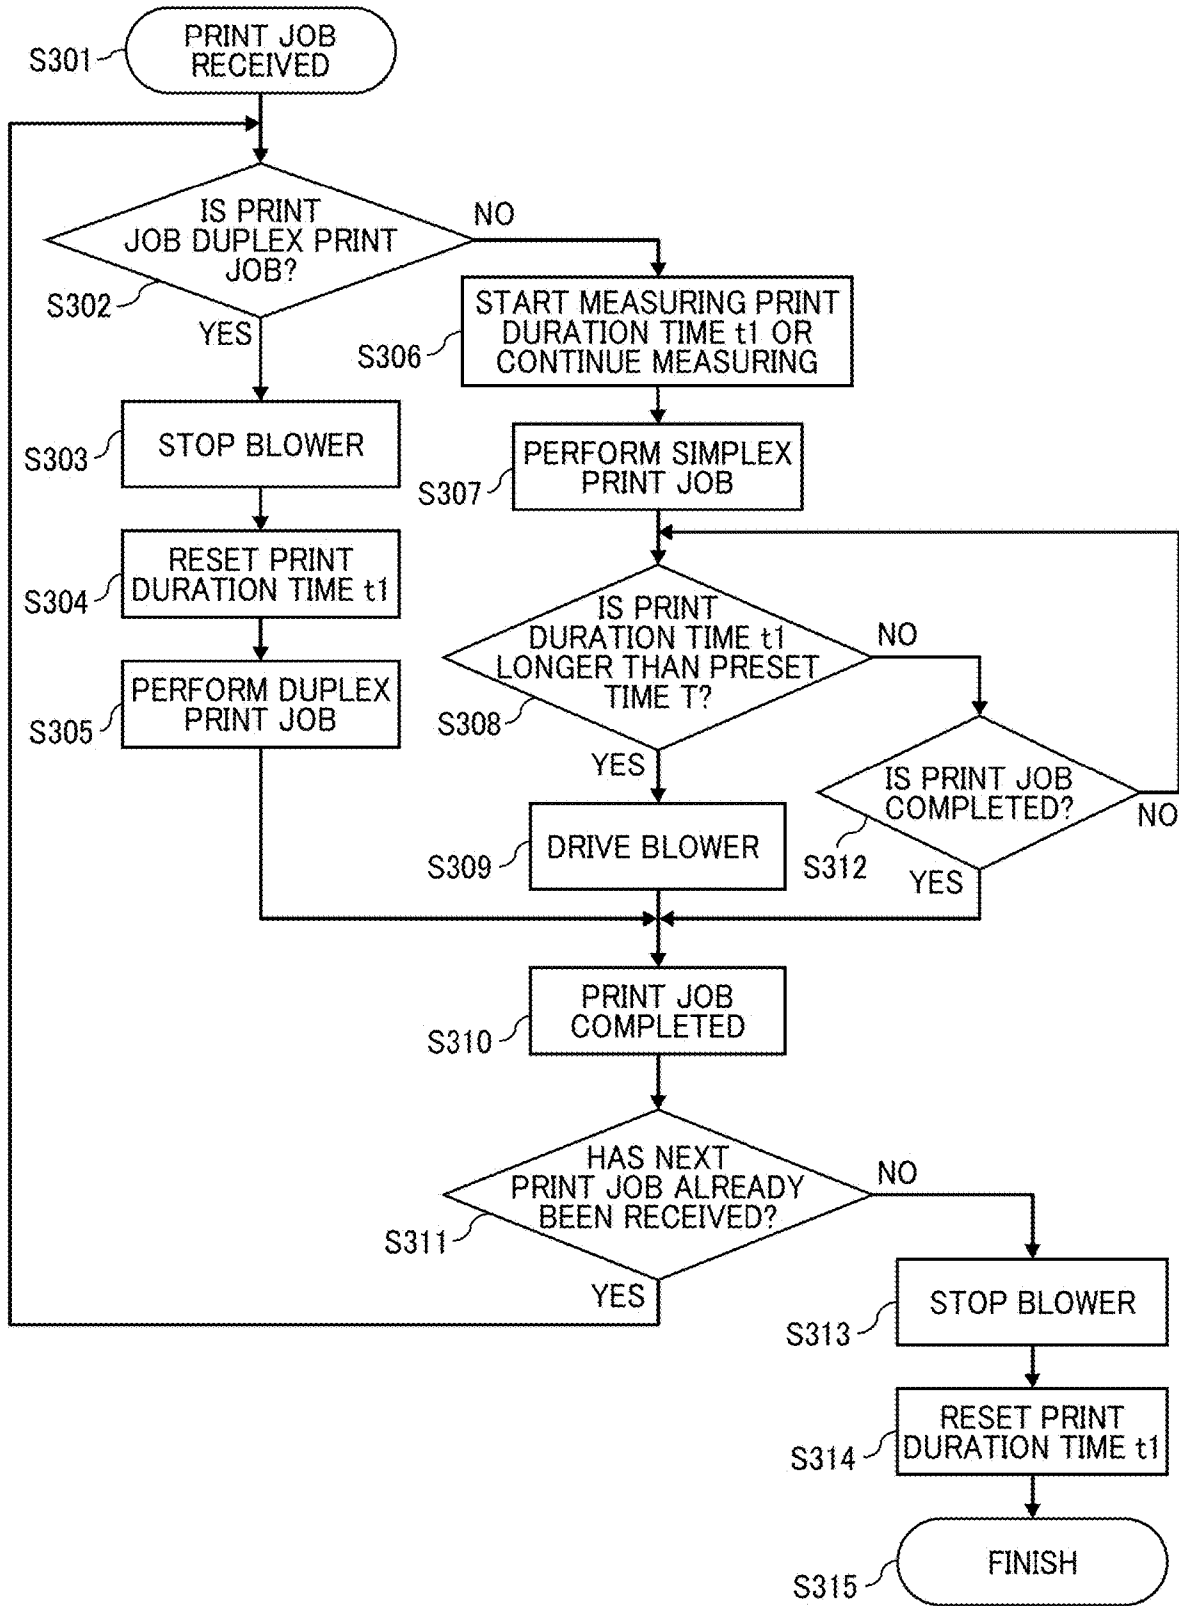 PRINT JOB
RECEIVED
S301
IS PRINT
JOB DUPLEX PRINT
JOB?
S302
NO
YES
START MEASURING PRINT
DURATION TIME t1 OR
CONTINUE MEASURING
S306
STOP BLOWER
S303
PERFORM SIMPLEX
PRINT JOB
S307
RESET PRINT
DURATION TIME t1
S304
IS PRINT
DURATION TIME t1
LONGER THAN PRESET
TIME T?
S308
NO
YES
PERFORM DUPLEX
PRINT JOB
S305
IS PRINT JOB
COMPLETED?
S312
NO
YES
DRIVE BLOWER
S309
PRINT JOB
COMPLETED
S310
HAS NEXT
PRINT JOB ALREADY
BEEN RECEIVED?
S311
NO
YES
STOP BLOWER
S313
RESET PRINT
DURATION TIME t1
S314
FINISH
S315